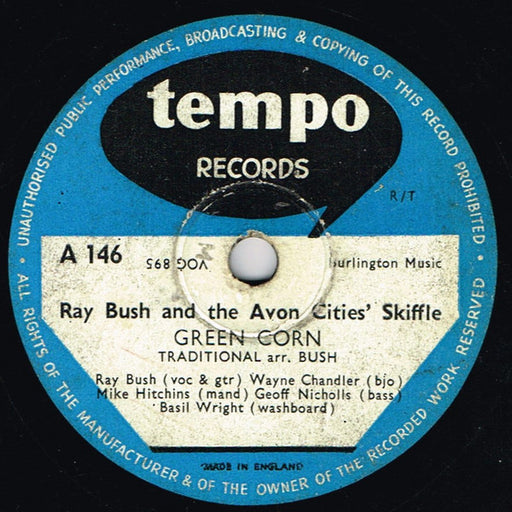 UNAUTHORISED PUBLIC PERFORMANCE, BROADCASTING & COPYING OF THIS RECORD PROHIBITED
tempo
RECORDS
R/T
A 146
VOG 895
urlington Music
Ray Bush and the Avon Cities' Skiffle
GREEN CORN
TRADITIONAL arr. BUSH
Ray Bush (voc & gtr) Wayne Chandler (bjo)
Mike Hitchins (mand) Geoff Nicholls (bass)
Basil Wright (washboard)
MADE IN ENGLAND
· ALL RIGHTS OF THE MANUFACTURER & OF THE OWNER OF THE RECORDED WORK RESERVED ·